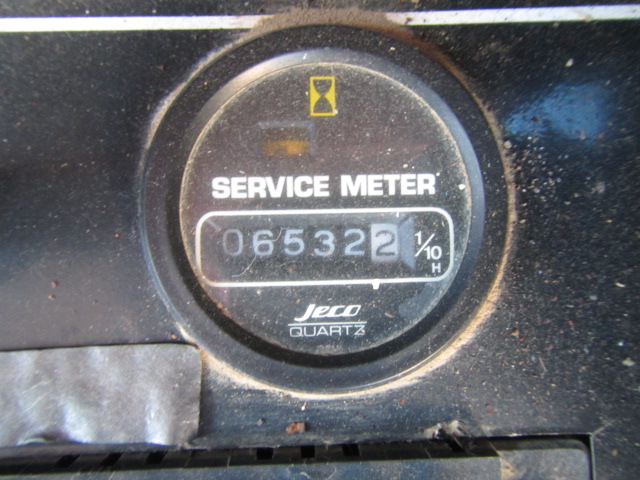 SERVICE METER
065322 1/10
H
Jeco
QUARTZ